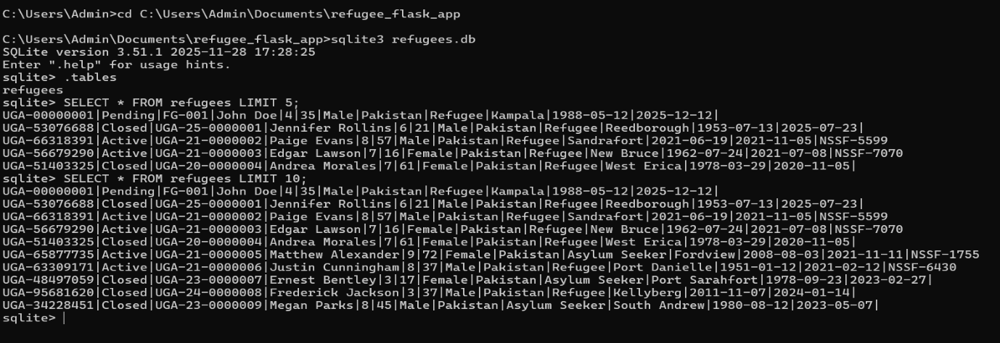 C:\Users\Admin>cd C:\Users\Admin\Documents\refugee_flask_app
C:\Users\Admin\Documents\refugee_flask_app>sqlite3 refugees.db
SQLite version 3.51.1 2025-11-28 17:28:25
Enter ".help" for usage hints.
sqlite> .tables
refugees
sqlite> SELECT * FROM refugees LIMIT 5;
UGA-00000001|Pending|FG-001|John Doe|4|35|Male|Pakistan|Refugee|Kampala|1988-05-12|2025-12-12|
UGA-53076688|Closed|UGA-25-0000001|Jennifer Rollins|6|21|Male|Pakistan|Refugee|Reedborough|1953-07-13|2025-07-23|
UGA-66318391|Active|UGA-21-0000002|Paige Evans|8|57|Male|Pakistan|Refugee|Sandrafort|2021-06-19|2021-11-05|NSSF-5599
UGA-56679290|Active|UGA-21-0000003|Edgar Lawson|7|16|Female|Pakistan|Refugee|New Bruce|1962-07-24|2021-07-08|NSSF-7070
UGA-51403325|Closed|UGA-20-0000004|Andrea Morales|7|61|Female|Pakistan|Refugee|West Erica|1978-03-29|2020-11-05|
sqlite> SELECT * FROM refugees LIMIT 10;
UGA-00000001|Pending|FG-001|John Doe|4|35|Male|Pakistan|Refugee|Kampala|1988-05-12|2025-12-12|
UGA-53076688|Closed|UGA-25-0000001|Jennifer Rollins|6|21|Male|Pakistan|Refugee|Reedborough|1953-07-13|2025-07-23|
UGA-66318391|Active|UGA-21-0000002|Paige Evans|8|57|Male|Pakistan|Refugee|Sandrafort|2021-06-19|2021-11-05|NSSF-5599
UGA-56679290|Active|UGA-21-0000003|Edgar Lawson|7|16|Female|Pakistan|Refugee|New Bruce|1962-07-24|2021-07-08|NSSF-7070
UGA-51403325|Closed|UGA-20-0000004|Andrea Morales|7|61|Female|Pakistan|Refugee|West Erica|1978-03-29|2020-11-05|
UGA-65877735|Active|UGA-21-0000005|Matthew Alexander|9|72|Female|Pakistan|Asylum Seeker|Fordview|2008-08-03|2021-11-11|NSSF-1755
UGA-63309171|Active|UGA-21-0000006|Justin Cunningham|8|37|Male|Pakistan|Refugee|Port Danielle|1951-01-12|2021-02-12|NSSF-6430
UGA-48497059|Closed|UGA-23-0000007|Ernest Bentley|3|17|Female|Pakistan|Asylum Seeker|Port Sarahfort|1978-09-23|2023-02-27|
UGA-95681620|Closed|UGA-24-0000008|Frederick Jackson|3|37|Male|Pakistan|Refugee|Kellyberg|2011-11-07|2024-01-14|
UGA-34228451|Closed|UGA-23-0000009|Megan Parks|8|45|Male|Pakistan|Asylum Seeker|South Andrew|1980-08-12|2023-05-07|
sqlite>